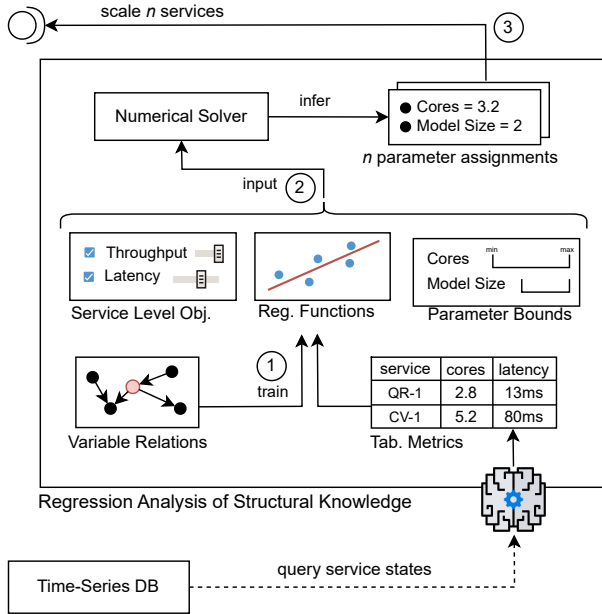 scale n services
3
Numerical Solver
infer
Cores = 3.2
Model Size = 2
n parameter assignments
input
2
Throughput
Latency
Service Level Obj.
Reg. Functions
min
max
Cores
Model Size
Parameter Bounds
1
train
Variable Relations
service cores latency
QR-1 2.8 13ms
CV-1 5.2 80ms
Tab. Metrics
Regression Analysis of Structural Knowledge
query service states
Time-Series DB